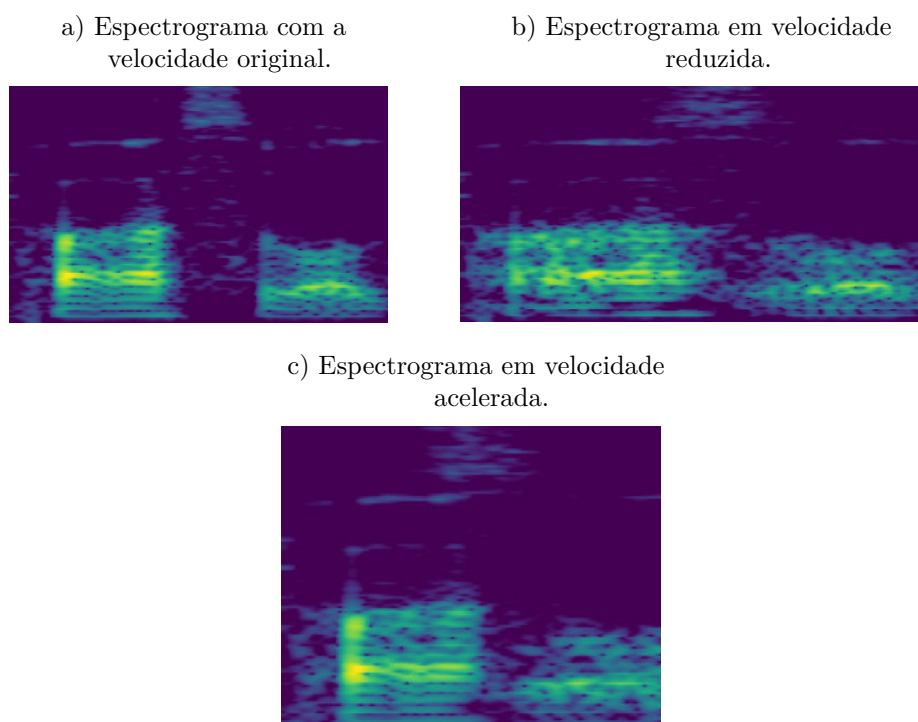 a) Espectrograma com a
velocidade original.
b) Espectrograma em velocidade
reduzida.
c) Espectrograma em velocidade
acelerada.